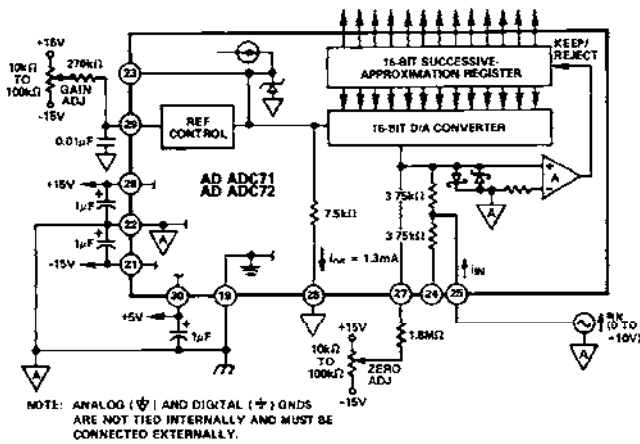 +15V
10kΩ
TO
100kΩ
-15V
270kΩ
GAIN
ADJ
0.01µF
+15V
1µF
1µF
-15V
23
29
28
22
21
REF
CONTROL
AD ADC71
AD ADC72
16-BIT SUCCESSIVE-
APPROXIMATION REGISTER
KEEP/
REJECT
16-BIT D/A CONVERTER
7.5kΩ
3.75kΩ
3.75kΩ
A
A
A
+
–
= 1.3mA
IIN
30
19
26
27
24
25
+5V
1µF
A
+15V
10kΩ
TO
100kΩ
-15V
ZERO
ADJ
1.8MΩ
(0 TO
A
NOTE: ANALOG ( ) AND DIGITAL ( ) GNDS
ARE NOT TIED INTERNALLY AND MUST BE
CONNECTED EXTERNALLY.